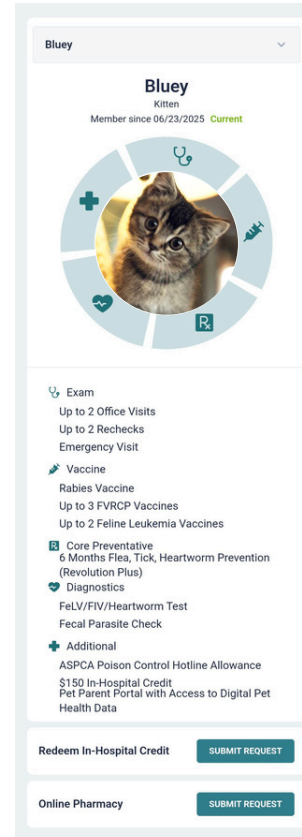 Bluey
Bluey
Kitten
Member since 06/23/2025 Current
Exam
Up to 2 Office Visits
Up to 2 Rechecks
Emergency Visit
Vaccine
Rabies Vaccine
Up to 3 FVRCP Vaccines
Up to 2 Feline Leukemia Vaccines
Core Preventative
6 Months Flea, Tick, Heartworm Prevention
(Revolution Plus)
Diagnostics
FeLV/FIV/Heartworm Test
Fecal Parasite Check
Additional
ASPCA Poison Control Hotline Allowance
$150 In-Hospital Credit
Pet Parent Portal with Access to Digital Pet
Health Data
Redeem In-Hospital Credit SUBMIT REQUEST
Online Pharmacy SUBMIT REQUEST